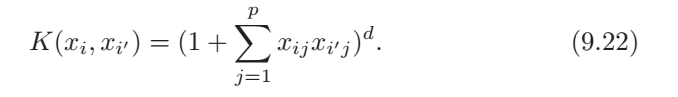 K(x_i, x_{i′}) = (1 + \sum_{j=1}^{p} x_{ij}x_{i′j})^d. (9.22)